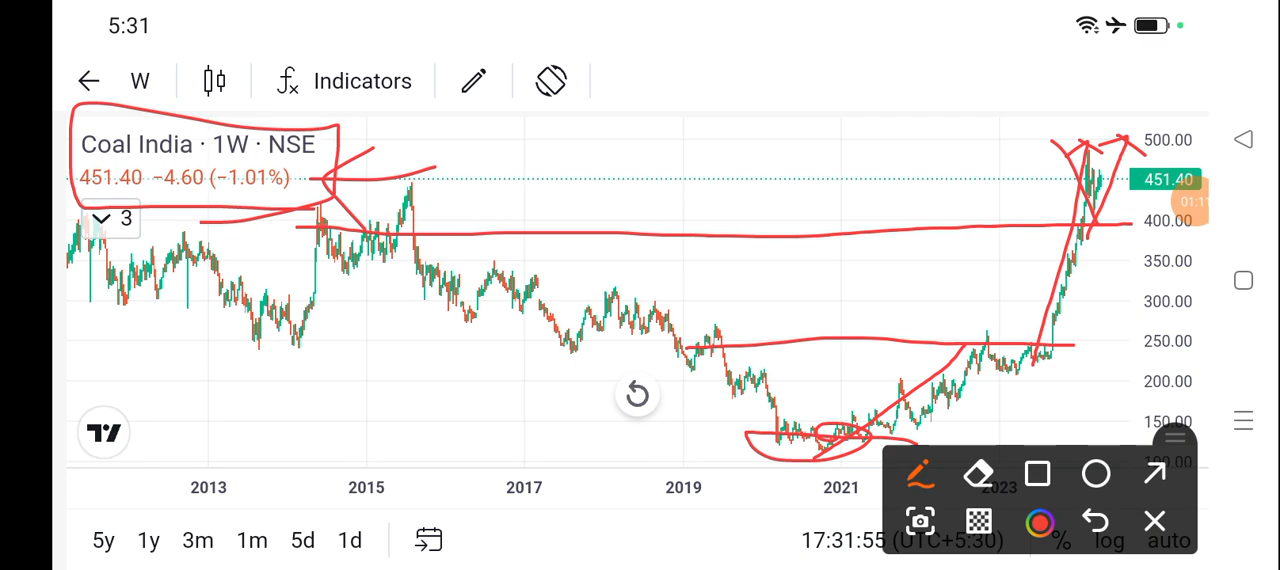 5:31
W
Indicators
Coal India · 1W · NSE
451.40 −4.60 (−1.01%)
3
500.00
451.40
01:11
400.00
350.00
300.00
250.00
200.00
150.00
2013
2015
2017
2019
2021
2023
5y 1y 3m 1m 5d 1d
17:31:55 (UTC+5:30) % log auto